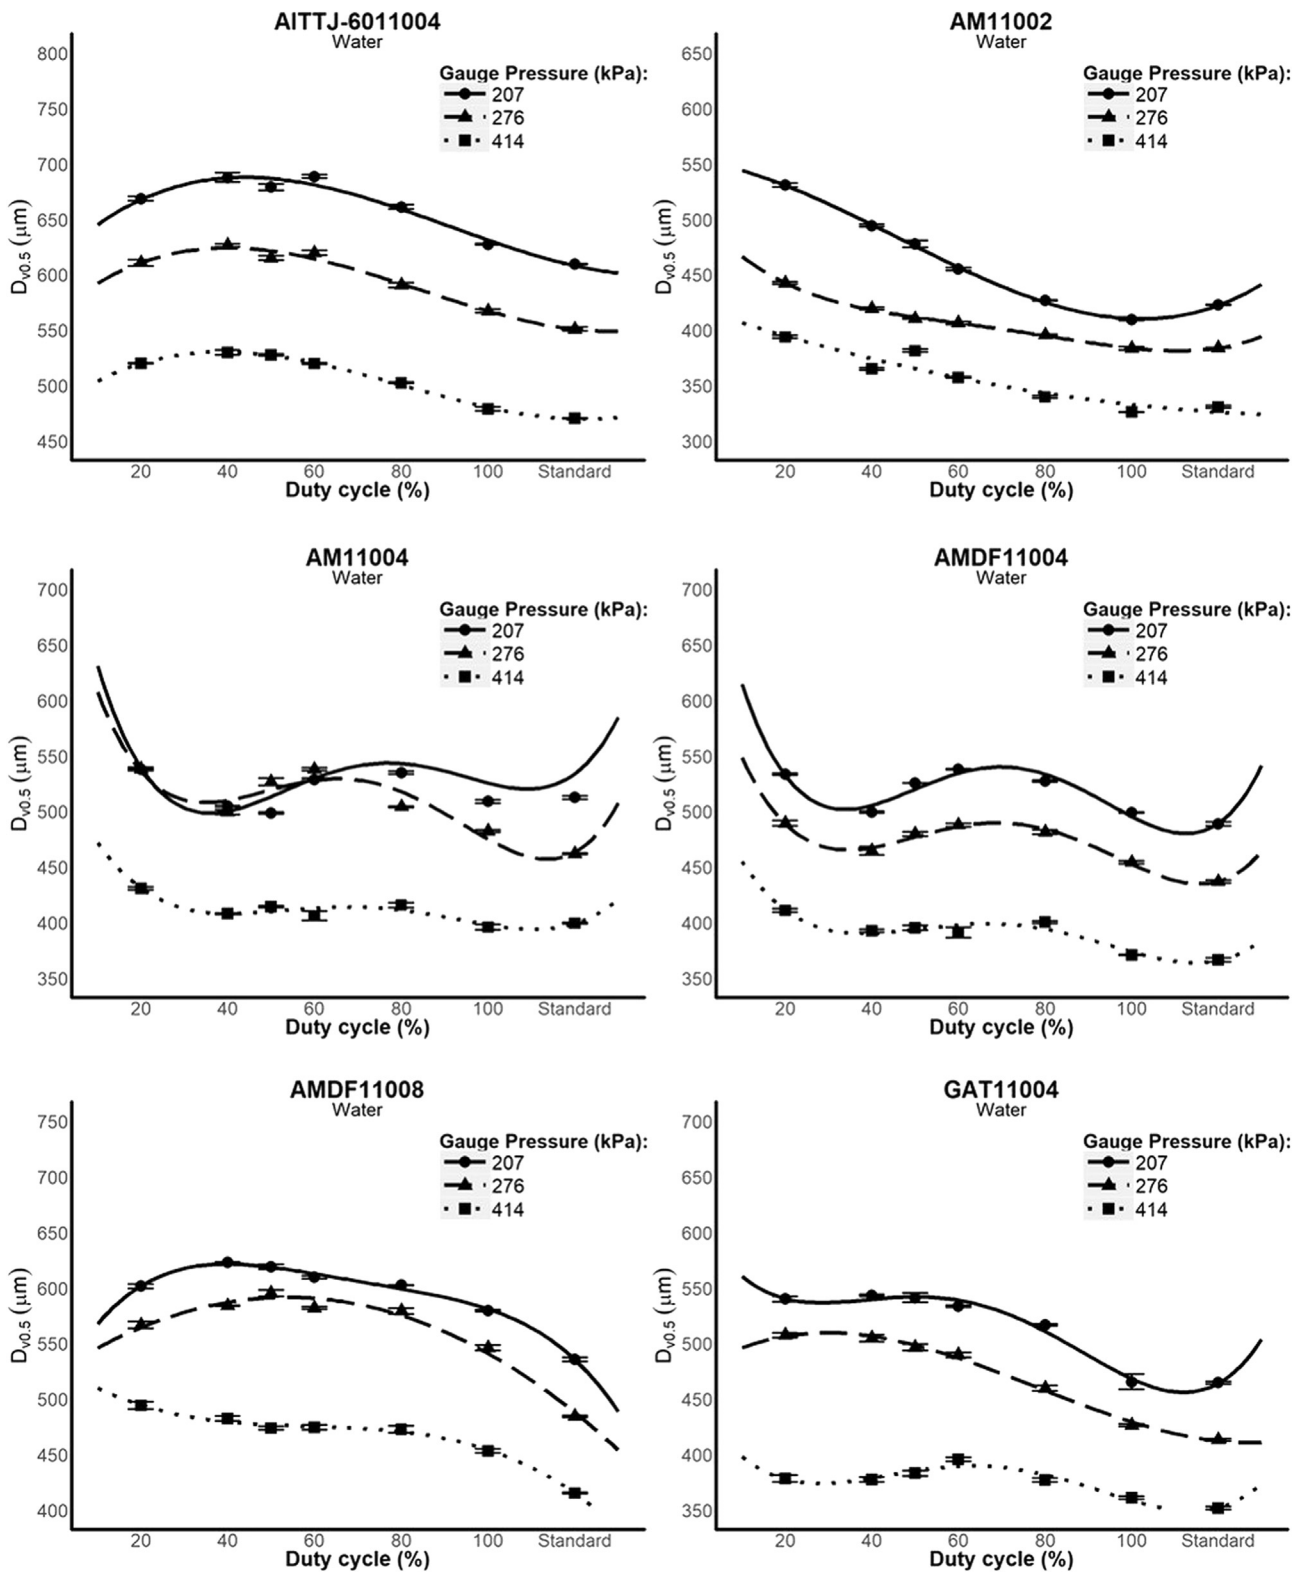 AITTJ-6011004
Water
Gauge Pressure (kPa):
207
276
414
800
750
700
650
600
550
500
450
Dv0.5 (μm)
20 40 60 80 100 Standard
Duty cycle (%)
AM11002
Water
Gauge Pressure (kPa):
207
276
414
650
600
550
500
450
400
350
300
Dv0.5 (μm)
20 40 60 80 100 Standard
Duty cycle (%)
AM11004
Water
Gauge Pressure (kPa):
207
276
414
700
650
600
550
500
450
400
350
Dv0.5 (μm)
20 40 60 80 100 Standard
Duty cycle (%)
AMDF11004
Water
Gauge Pressure (kPa):
207
276
414
700
650
600
550
500
450
400
350
Dv0.5 (μm)
20 40 60 80 100 Standard
Duty cycle (%)
AMDF11008
Water
Gauge Pressure (kPa):
207
276
414
750
700
650
600
550
500
450
400
Dv0.5 (μm)
20 40 60 80 100 Standard
Duty cycle (%)
GAT11004
Water
Gauge Pressure (kPa):
207
276
414
700
650
600
550
500
450
400
350
Dv0.5 (μm)
20 40 60 80 100 Standard
Duty cycle (%)